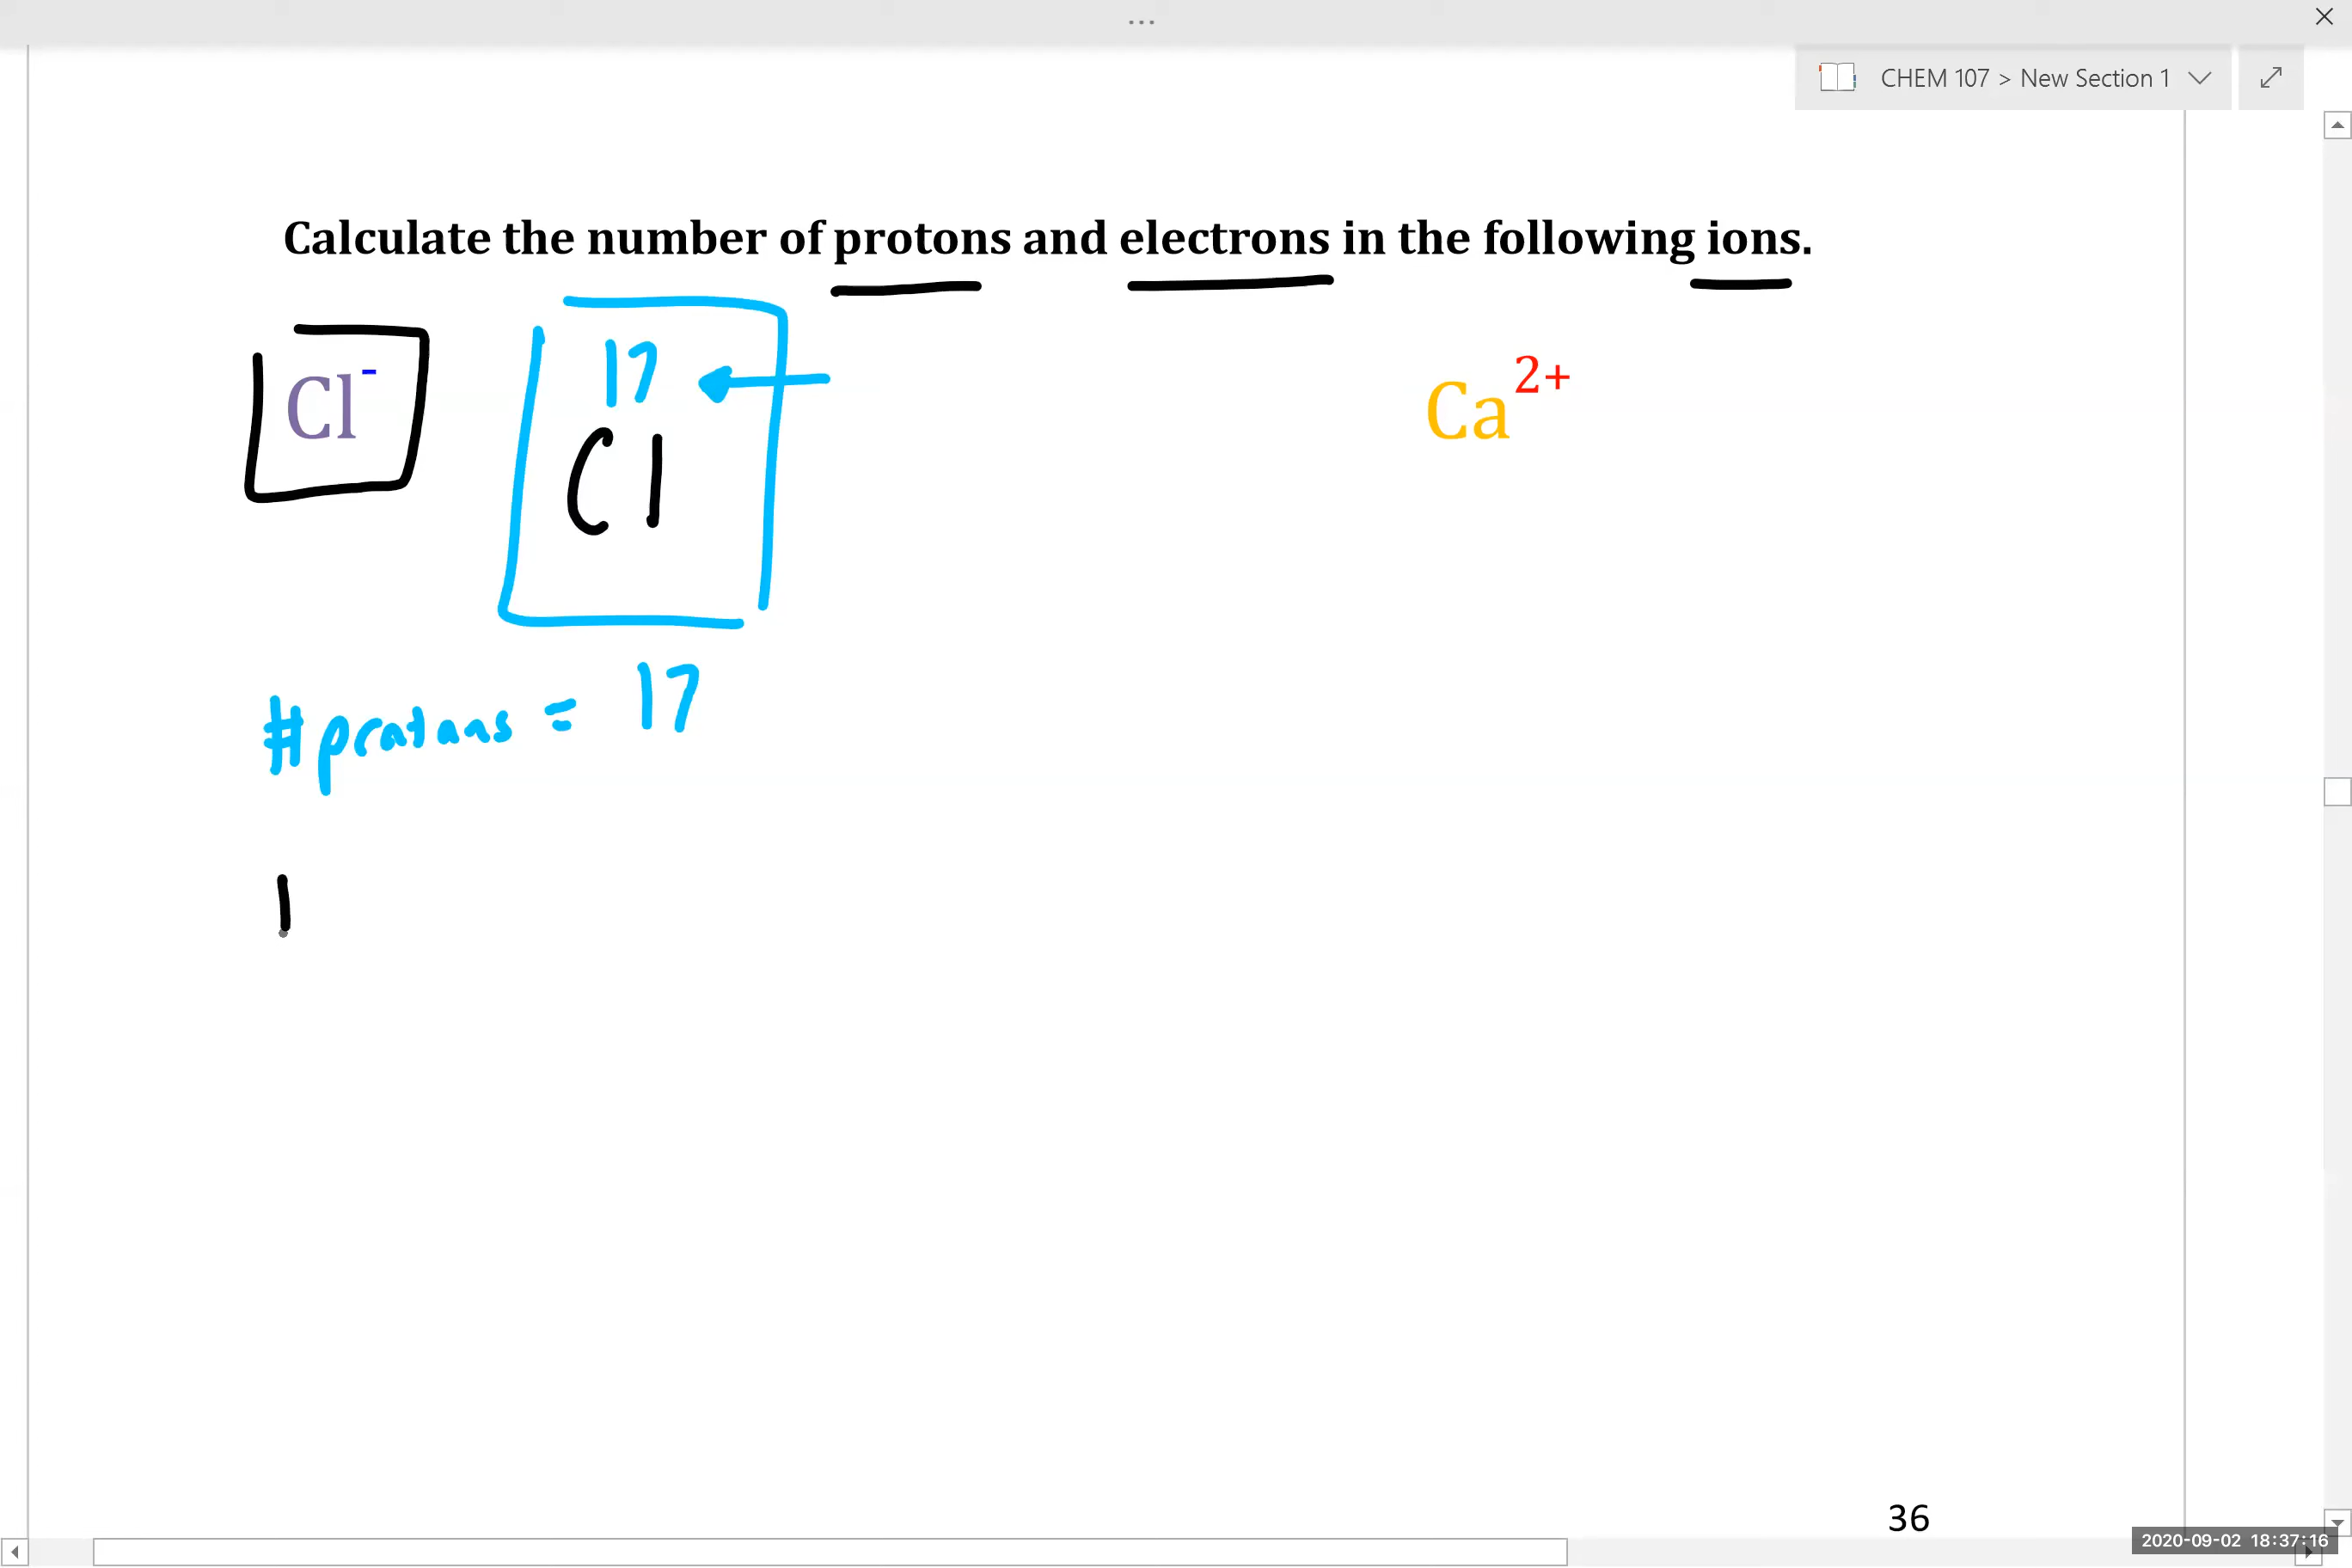 ...
CHEM 107 > New Section 1
Calculate the number of protons and electrons in the following ions.
Cl-
17
Cl
Ca2+
#protons = 17
36
2020-09-02 18:37:16